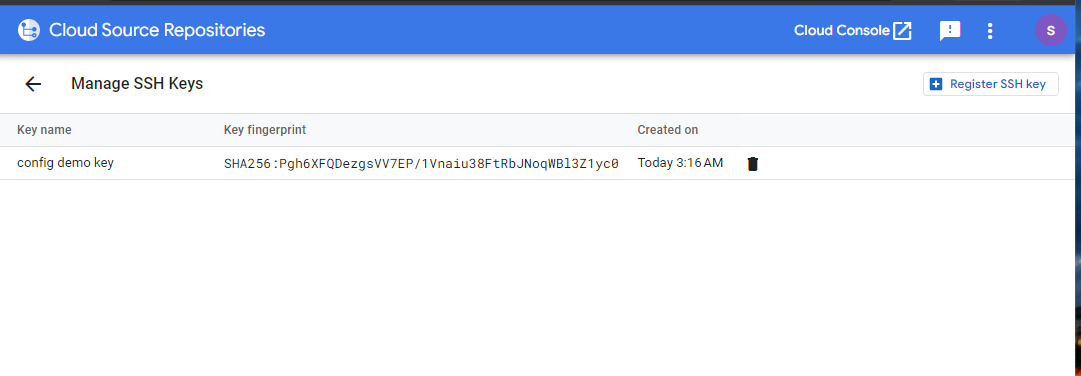 Cloud Source Repositories
Cloud Console
S
Manage SSH Keys
Register SSH key
Key name Key fingerprint Created on
config demo key SHA256:Pgh6XFQDezgsVV7EP/1Vnaiu38FtRbJNoqWBl3Z1yc0 Today 3:16 AM